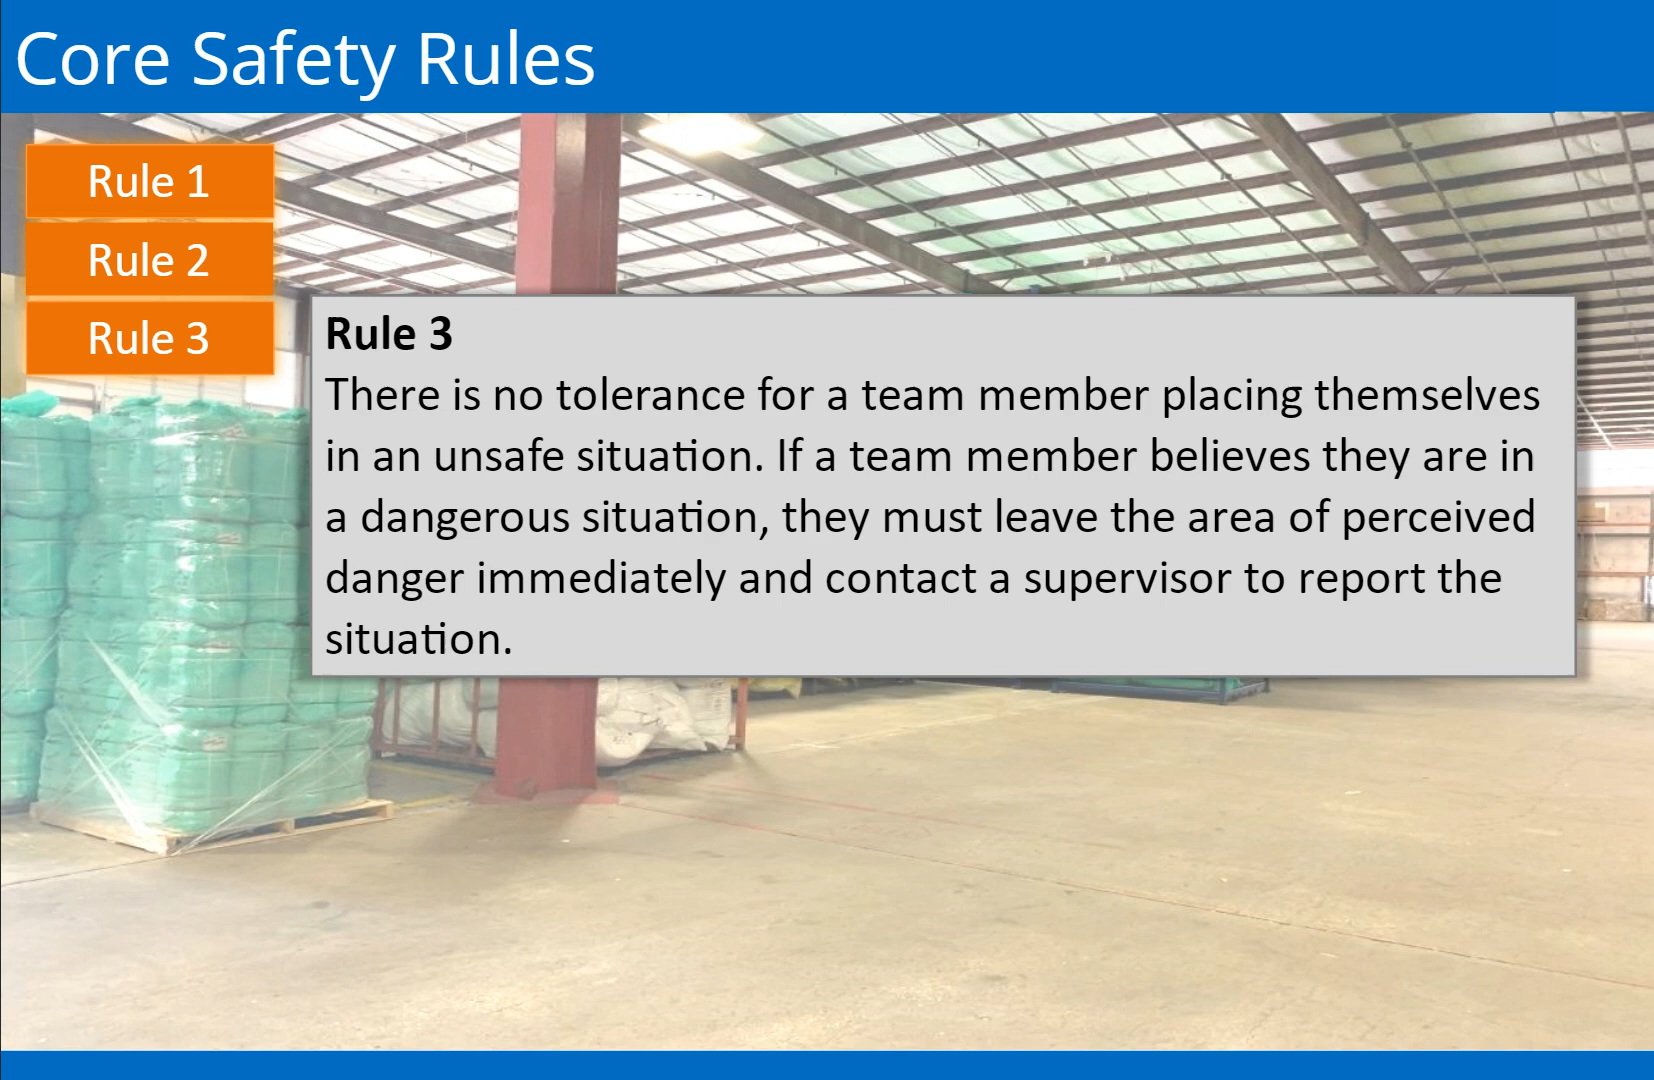 Core Safety Rules
Rule 1
Rule 2
Rule 3
Rule 3
There is no tolerance for a team member placing themselves
in an unsafe situation. If a team member believes they are in
a dangerous situation, they must leave the area of perceived
danger immediately and contact a supervisor to report the
situation.